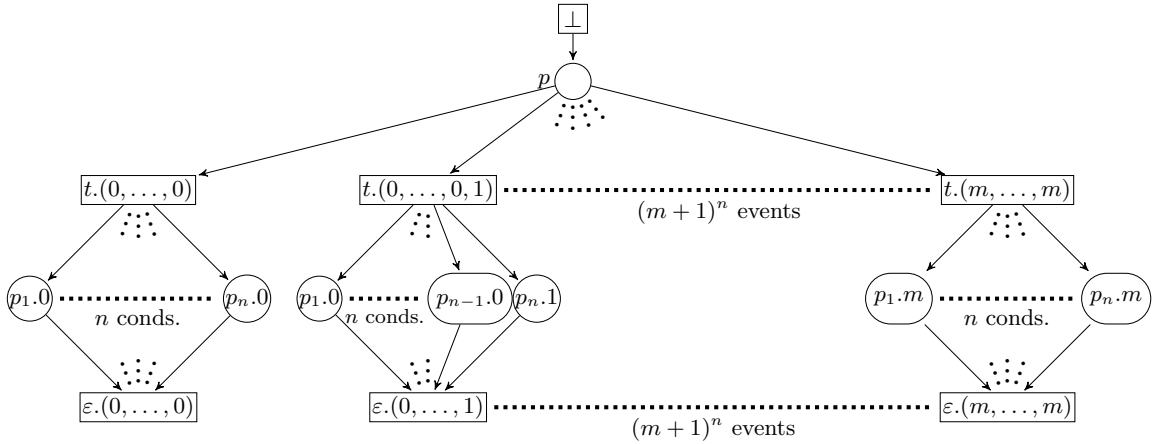 ⊥
p
t.(0, . . . , 0) t.(0, . . . , 0, 1) t.(m, . . . , m)
(m + 1)ⁿ events
p₁.0 pₙ.0 p₁.0 pₙ₋₁.0 pₙ.1 p₁.m pₙ.m
n conds. n conds. n conds.
ε.(0, . . . , 0) ε.(0, . . . , 1) ε.(m, . . . , m)
(m + 1)ⁿ events